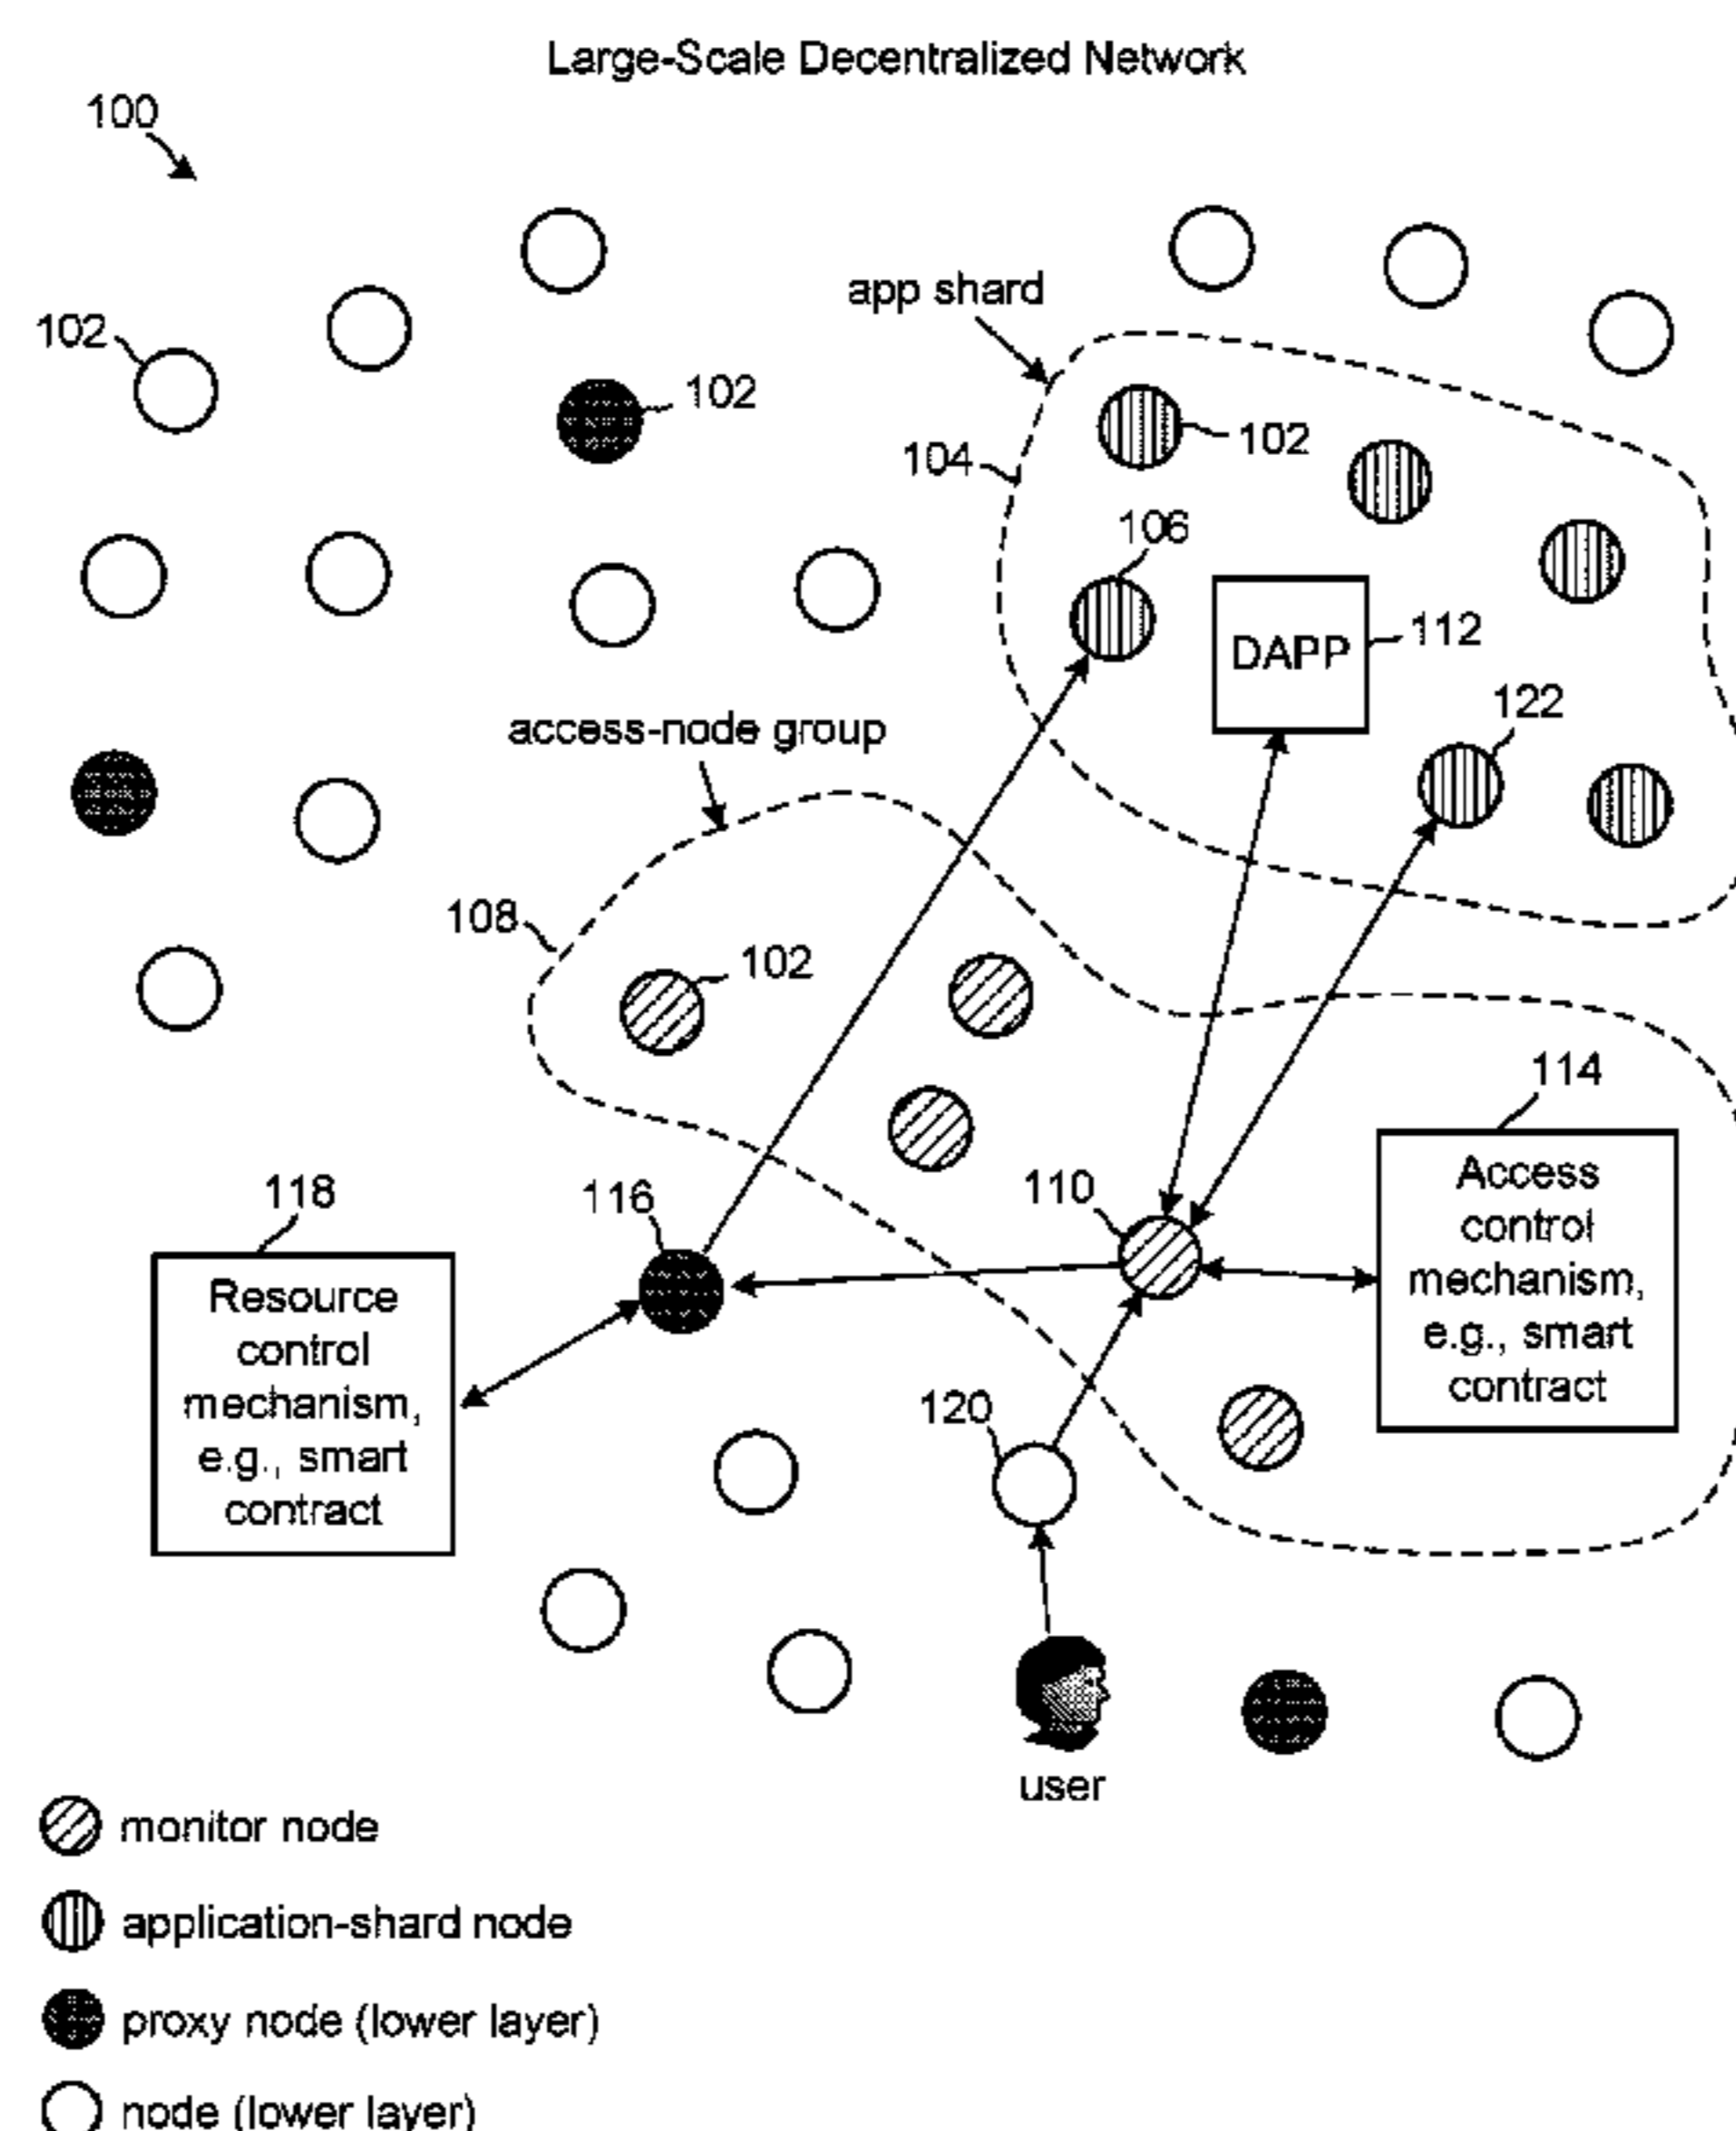 Large-Scale Decentralized Network
100
app shard
102
102
104
102
106
DAPP
112
122
access-node group
108
102
114
Access
control
mechanism,
e.g., smart
contract
110
116
118
Resource
control
mechanism,
e.g., smart
contract
120
user
monitor node
application-shard node
proxy node (lower layer)
node (lower layer)